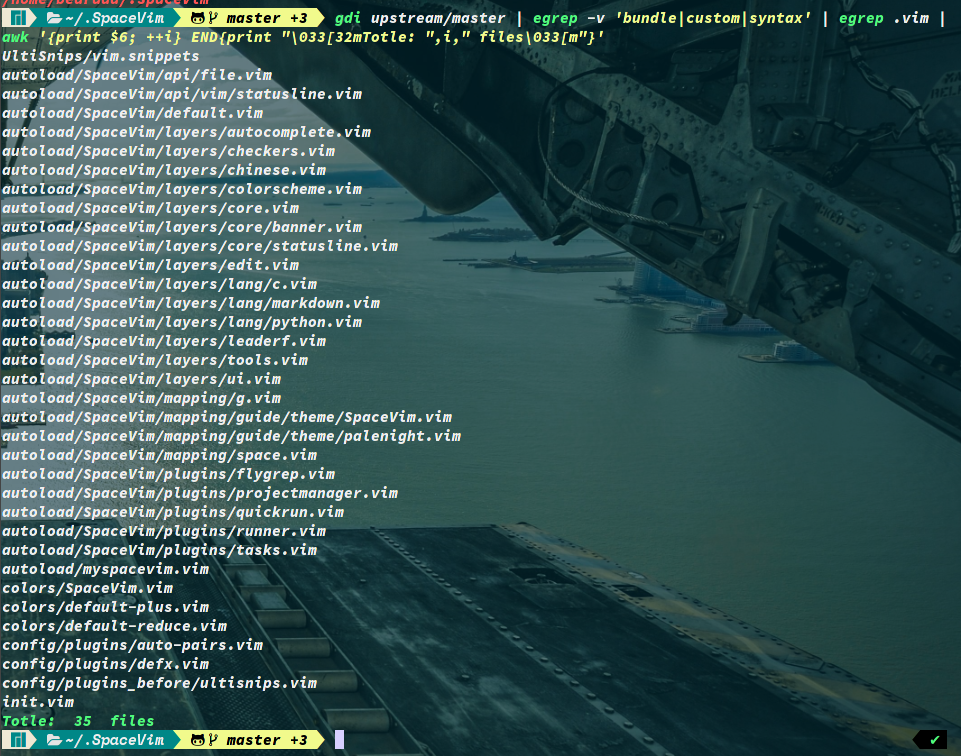 ~/.SpaceVim master +3 gdi upstream/master | egrep -v 'bundle|custom|syntax' | egrep .vim |
awk '{print $6; ++i} END{print "\033[32mTotle: ",i," files\033[m"}'
UltiSnips/vim.snippets
autoload/SpaceVim/api/file.vim
autoload/SpaceVim/api/vim/statusline.vim
autoload/SpaceVim/default.vim
autoload/SpaceVim/layers/autocomplete.vim
autoload/SpaceVim/layers/checkers.vim
autoload/SpaceVim/layers/chinese.vim
autoload/SpaceVim/layers/colorscheme.vim
autoload/SpaceVim/layers/core.vim
autoload/SpaceVim/layers/core/banner.vim
autoload/SpaceVim/layers/core/statusline.vim
autoload/SpaceVim/layers/edit.vim
autoload/SpaceVim/layers/lang/c.vim
autoload/SpaceVim/layers/lang/markdown.vim
autoload/SpaceVim/layers/lang/python.vim
autoload/SpaceVim/layers/leaderf.vim
autoload/SpaceVim/layers/tools.vim
autoload/SpaceVim/layers/ui.vim
autoload/SpaceVim/mapping/g.vim
autoload/SpaceVim/mapping/guide/theme/SpaceVim.vim
autoload/SpaceVim/mapping/guide/theme/palenight.vim
autoload/SpaceVim/mapping/space.vim
autoload/SpaceVim/plugins/flygrep.vim
autoload/SpaceVim/plugins/projectmanager.vim
autoload/SpaceVim/plugins/quickrun.vim
autoload/SpaceVim/plugins/runner.vim
autoload/SpaceVim/plugins/tasks.vim
autoload/myspacevim.vim
colors/SpaceVim.vim
colors/default-plus.vim
colors/default-reduce.vim
config/plugins/auto-pairs.vim
config/plugins/defx.vim
config/plugins_before/ultisnips.vim
init.vim
Totle:  35  files
~/.SpaceVim master +3 ✔